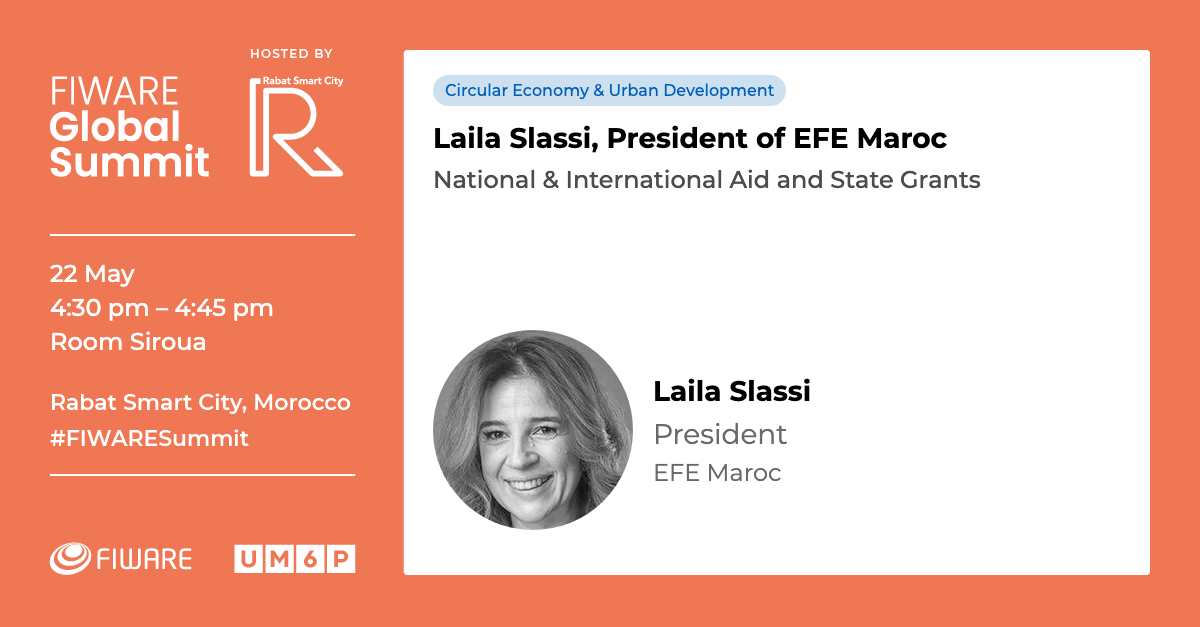 HOSTED BY
FIWARE
Global
Summit
Rabat Smart City
R
22 May
4:30 pm – 4:45 pm
Room Siroua
Rabat Smart City, Morocco
#FIWARESummit
FIWARE
UM6P
Circular Economy & Urban Development
Laila Slassi, President of EFE Maroc
National & International Aid and State Grants
Laila Slassi
President
EFE Maroc